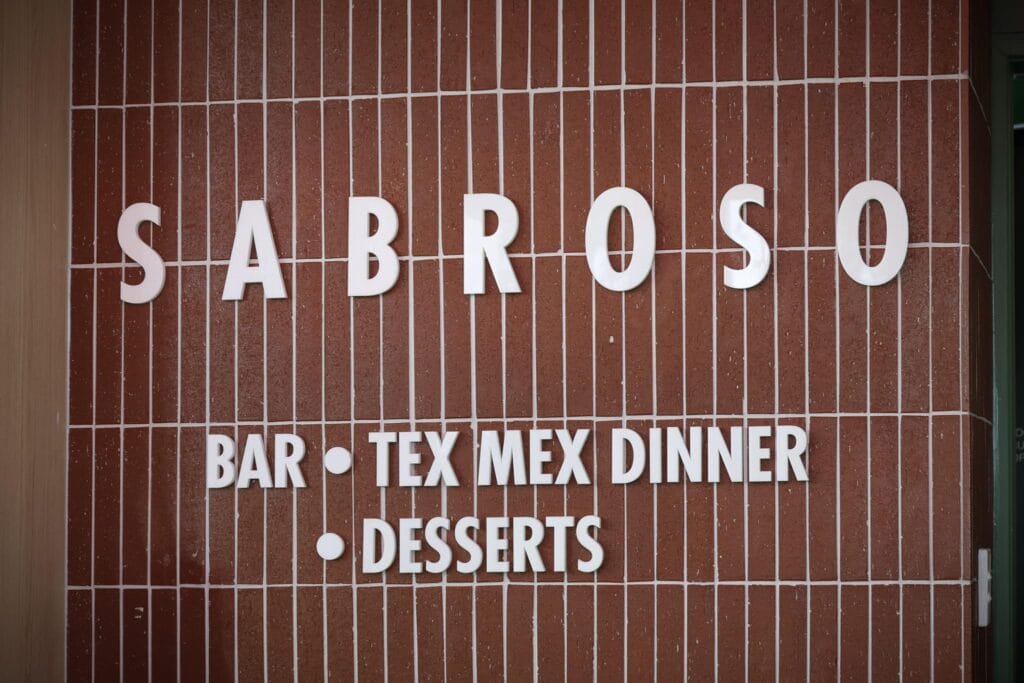 SABROSO
BAR • TEX MEX DINNER
• DESSERTS